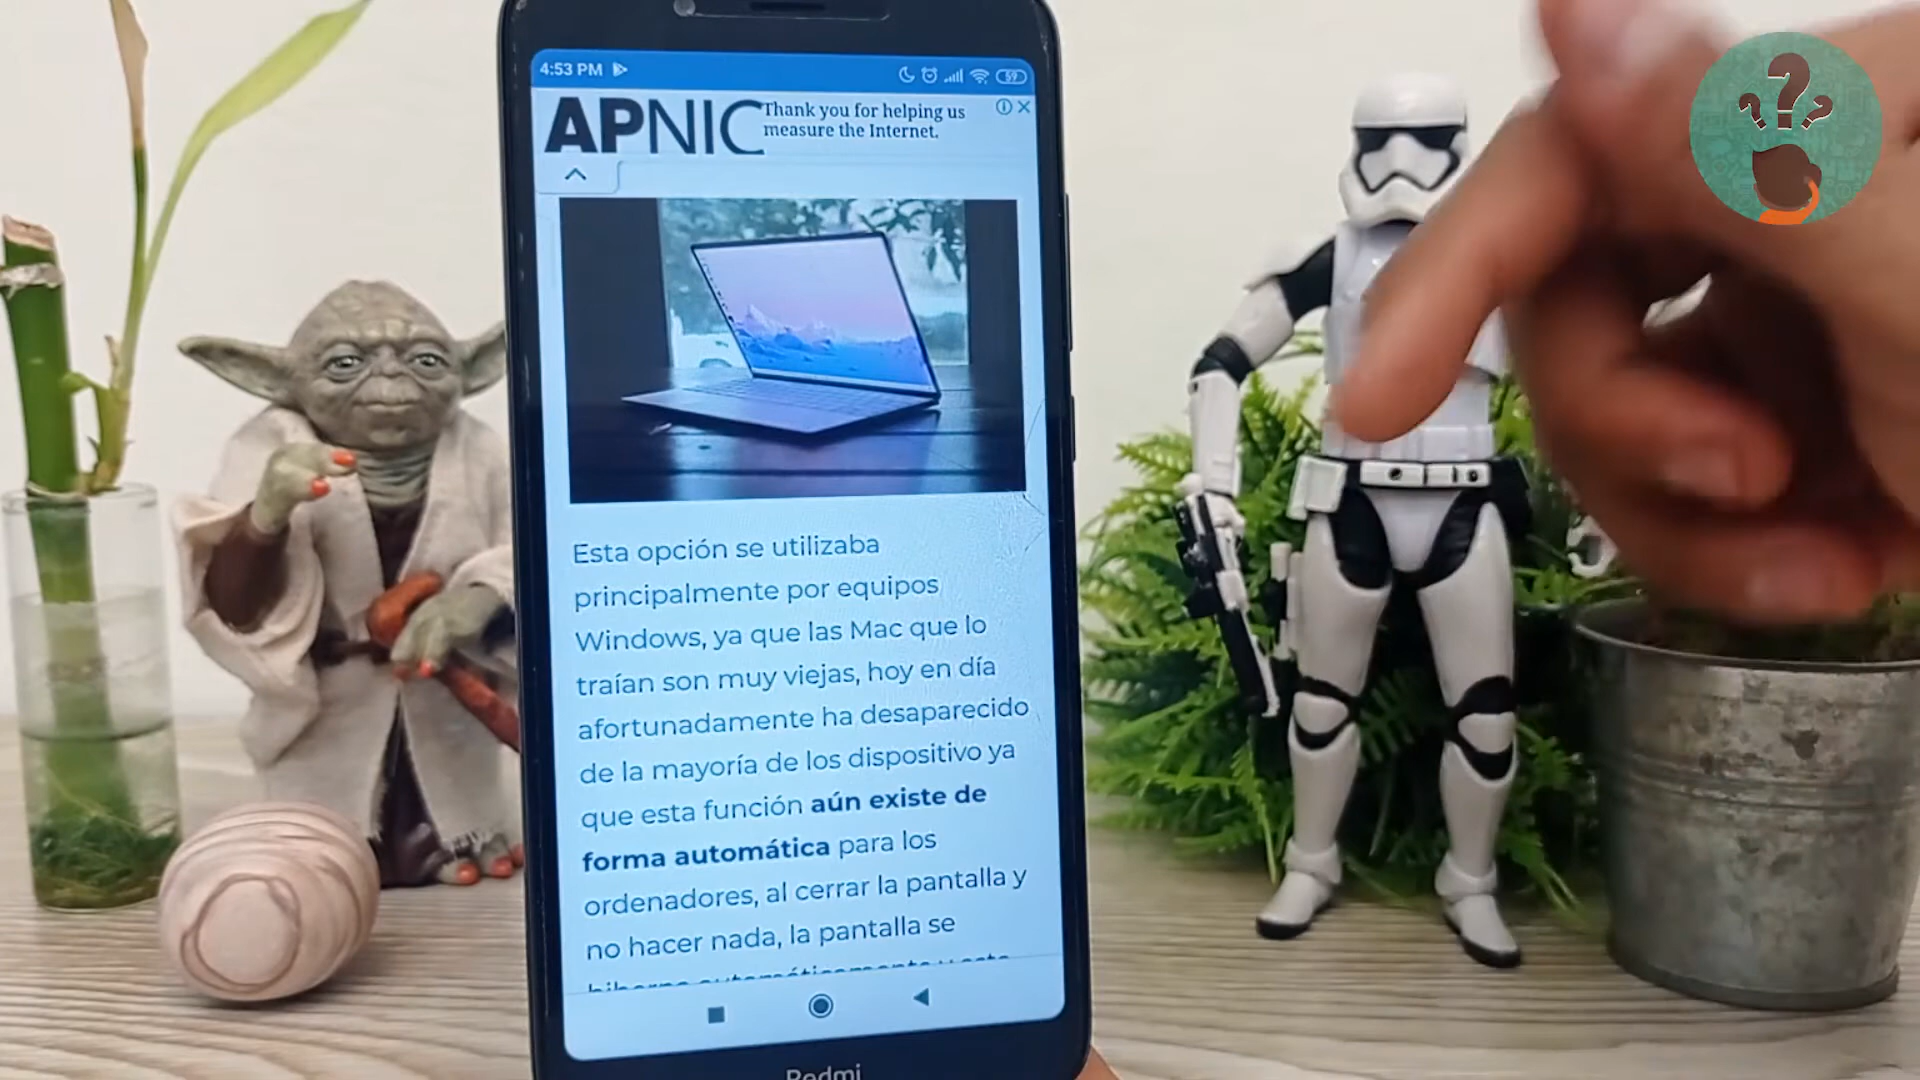 4:53 PM
59
APNIC
Thank you for helping us
measure the Internet.
Esta opción se utilizaba
principalmente por equipos
Windows, ya que las Mac que lo
traían son muy viejas, hoy en día
afortunadamente ha desaparecido
de la mayoría de los dispositivo ya
que esta función aún existe de
forma automática para los
ordenadores, al cerrar la pantalla y
no hacer nada, la pantalla se
Redmi